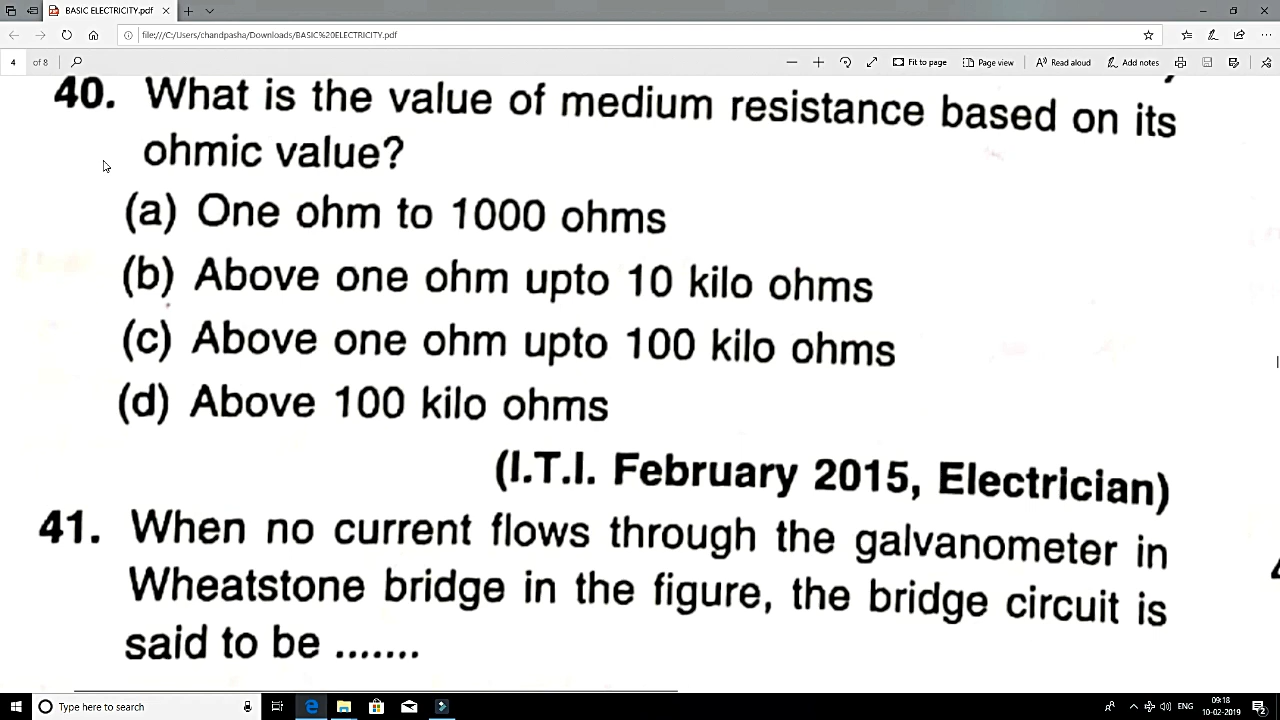 BASIC ELECTRICITY.pdf
file:///C:/Users/chandpasha/Downloads/BASIC%20ELECTRICITY.pdf
4 of 8 Fit to page Page view Read aloud Add notes
40. What is the value of medium resistance based on its
ohmic value?
(a) One ohm to 1000 ohms
(b) Above one ohm upto 10 kilo ohms
(c) Above one ohm upto 100 kilo ohms
(d) Above 100 kilo ohms
(I.T.I. February 2015, Electrician)
41. When no current flows through the galvanometer in
Wheatstone bridge in the figure, the bridge circuit is
said to be .......
Type here to search
ENG
09:18
10-02-2019